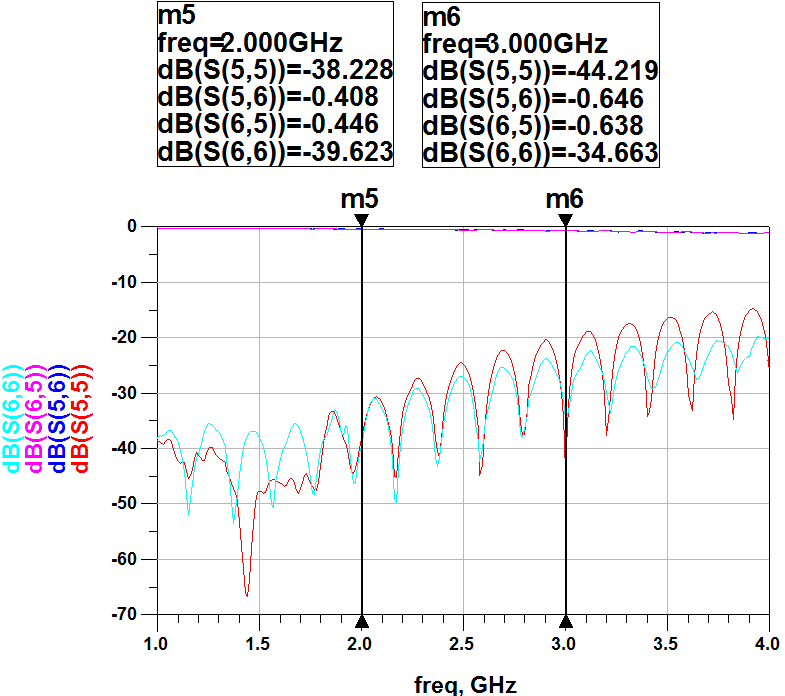 m5
freq=2.000GHz
dB(S(5,5))=-38.228
dB(S(5,6))=-0.408
dB(S(6,5))=-0.446
dB(S(6,6))=-39.623
m6
freq=3.000GHz
dB(S(5,5))=-44.219
dB(S(5,6))=-0.646
dB(S(6,5))=-0.638
dB(S(6,6))=-34.663
m5
m6
0
-10
-20
-30
-40
-50
-60
-70
dB(S(6,6))
dB(S(6,5))
dB(S(5,6))
dB(S(5,5))
1.0 1.5 2.0 2.5 3.0 3.5 4.0
freq, GHz